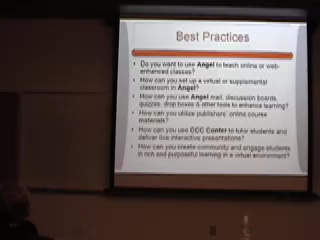 Best Practices
• Do you want to use Angel to teach online or web-
enhanced classes?
• How can you set up a virtual or supplemental
classroom in Angel?
• How can you use Angel mail, discussion boards,
quizzes, drop boxes & other tools to enhance learning?
• How can you utilize publishers' online course
materials?
• How can you use CCC Confer to tutor students and
deliver live interactive presentations?
• How can you create community and engage students
in rich and purposeful learning in a virtual environment?